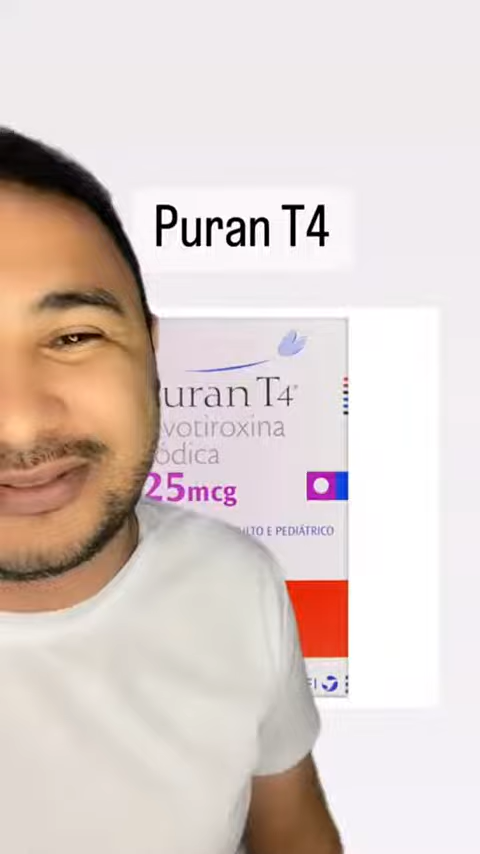 Puran T4
uran T4®
votiroxina
ódica
25mcg
ULTO E PEDIÁTRICO